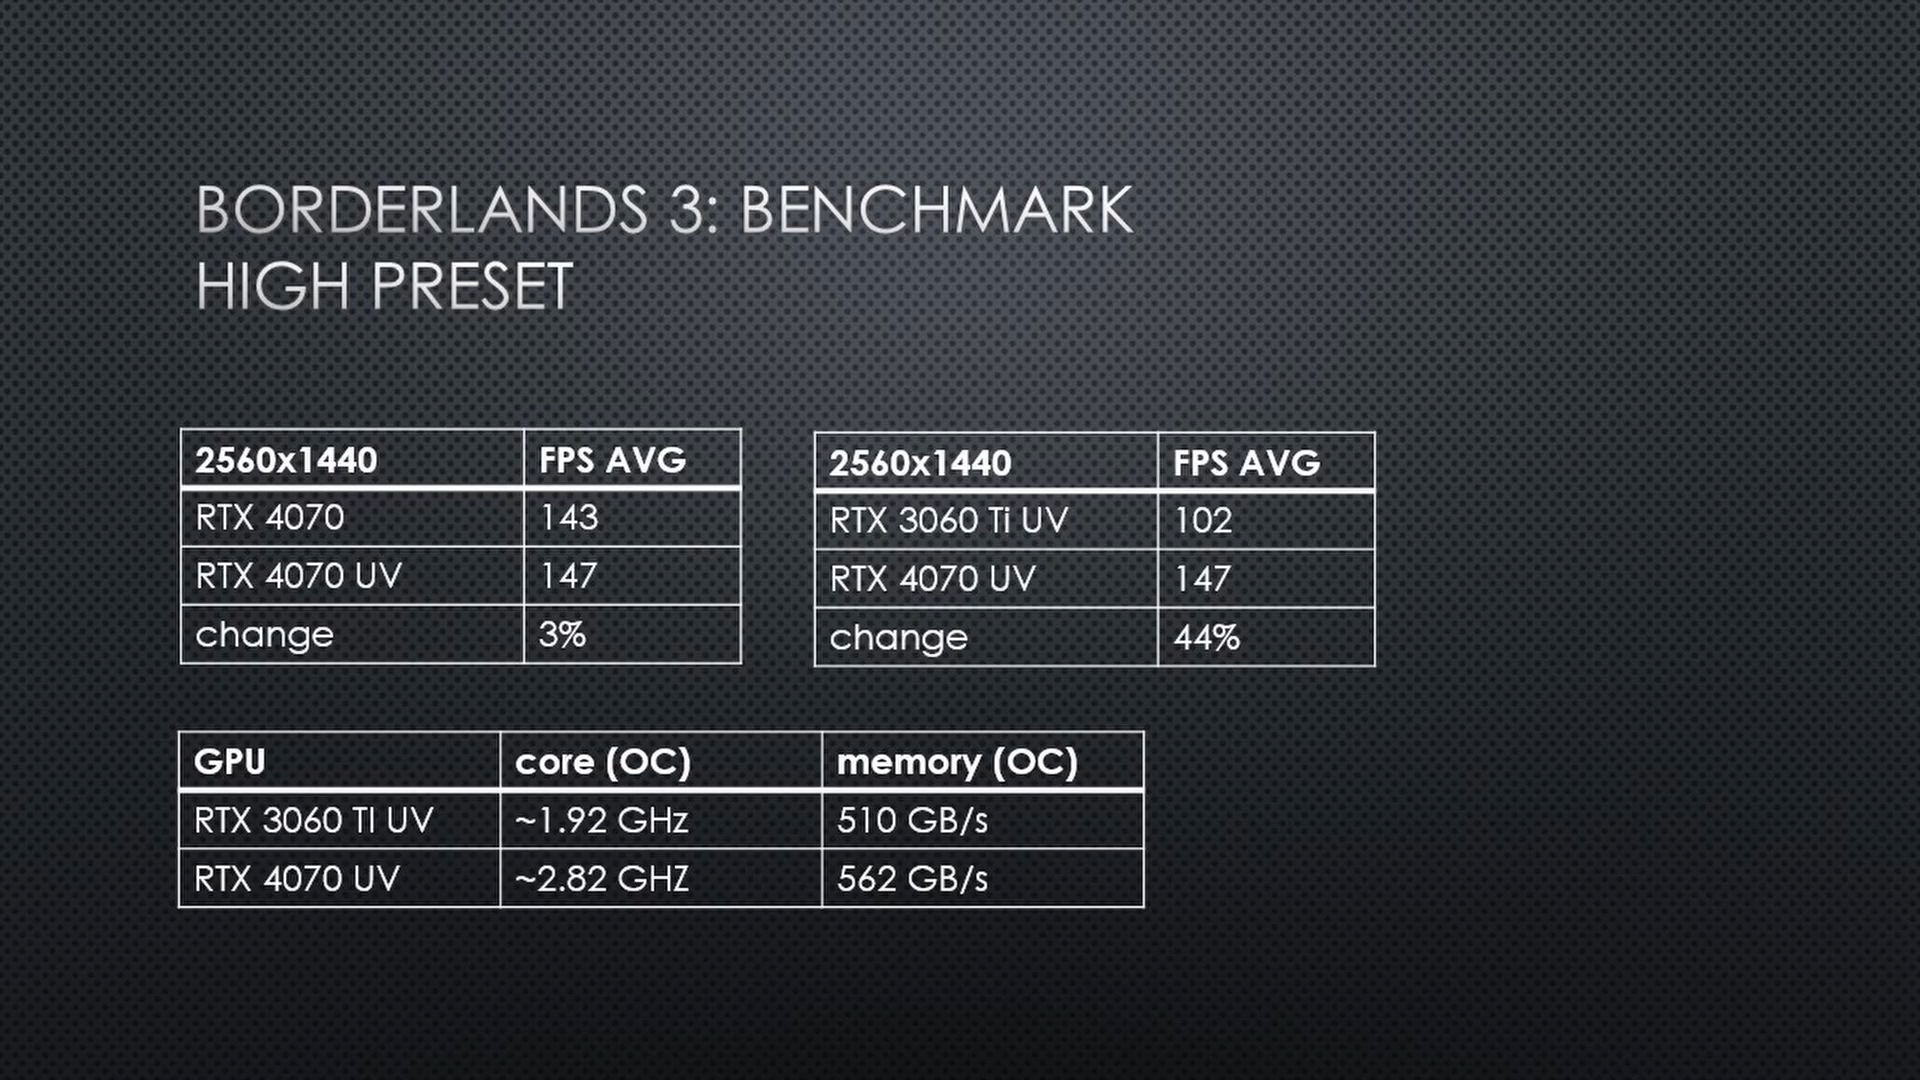 BORDERLANDS 3: BENCHMARK
HIGH PRESET
2560x1440 FPS AVG
RTX 4070 143
RTX 4070 UV 147
change 3%
2560x1440 FPS AVG
RTX 3060 Ti UV 102
RTX 4070 UV 147
change 44%
GPU core (OC) memory (OC)
RTX 3060 TI UV ~1.92 GHz 510 GB/s
RTX 4070 UV ~2.82 GHZ 562 GB/s